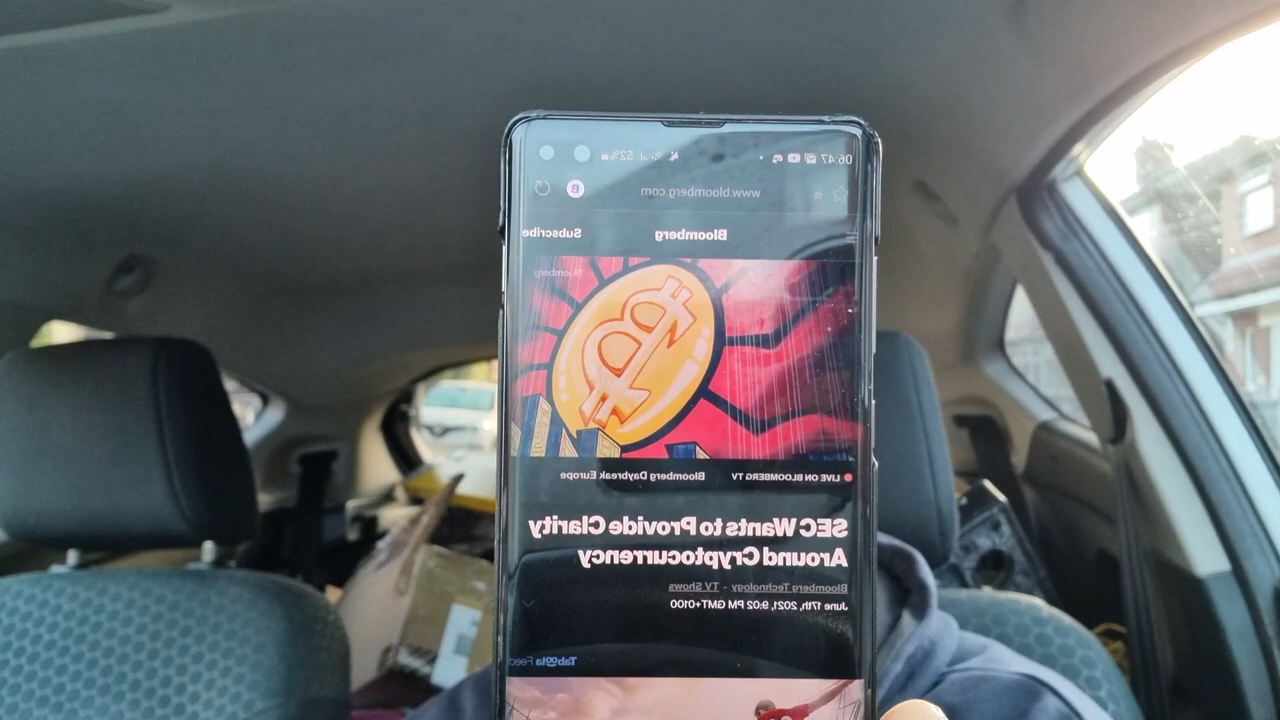 06:47 52%
www.bloomberg.com
Bloomberg Subscribe
Bloomberg
LIVE ON BLOOMBERG TV Bloomberg Daybreak Europe
SEC Wants to Provide Clarity
Around Cryptocurrency
Bloomberg Technology - TV Shows
June 17th, 2021, 9:02 PM GMT+0100
Taboola Feed